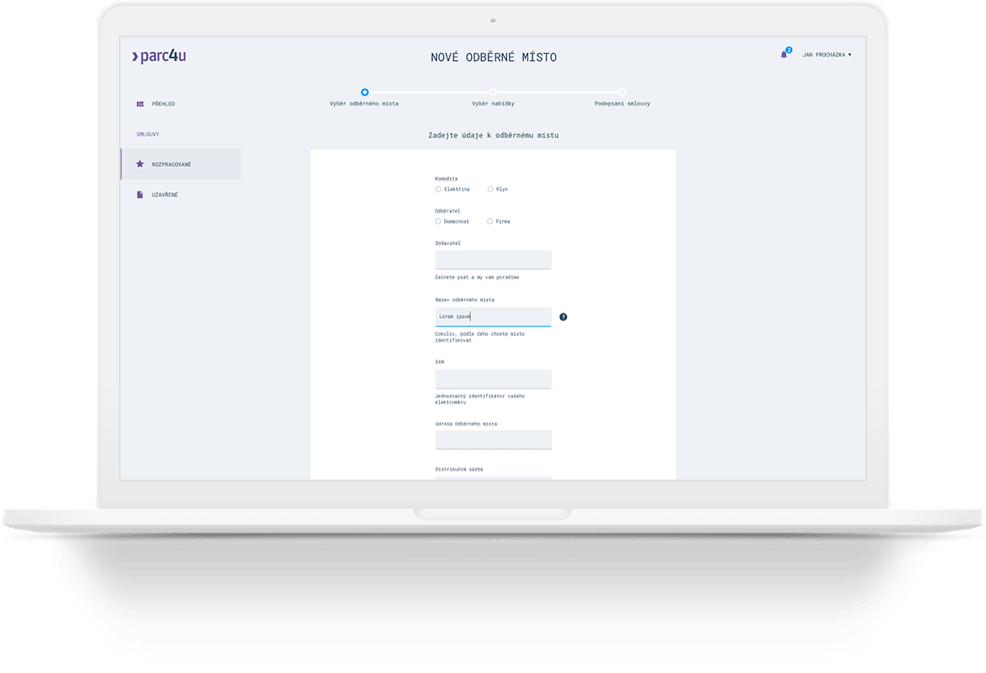 parc4u
NOVÉ ODBĚRNÉ MÍSTO
2
JAN PROCHÁZKA
PŘEHLED
SMLOUVY
ROZPRACOVANÉ
UZAVŘENÉ
Výběr odběrného místa
Výběr nabídky
Podepsání smlouvy
Zadejte údaje k odběrnému místu
Komodita
Elektřina
Plyn
Odběratel
Domácnost
Firma
Dodavatel
Začněte psát a my vám poradíme
Název odběrného místa
Lorem ipsum
?
Cokoliv, podle čeho chcete místo
identifikovat
EAN
Jednoznačný identifikátor vašeho
elektroměru
Adresa Odběrného místa
Distribuční sazba